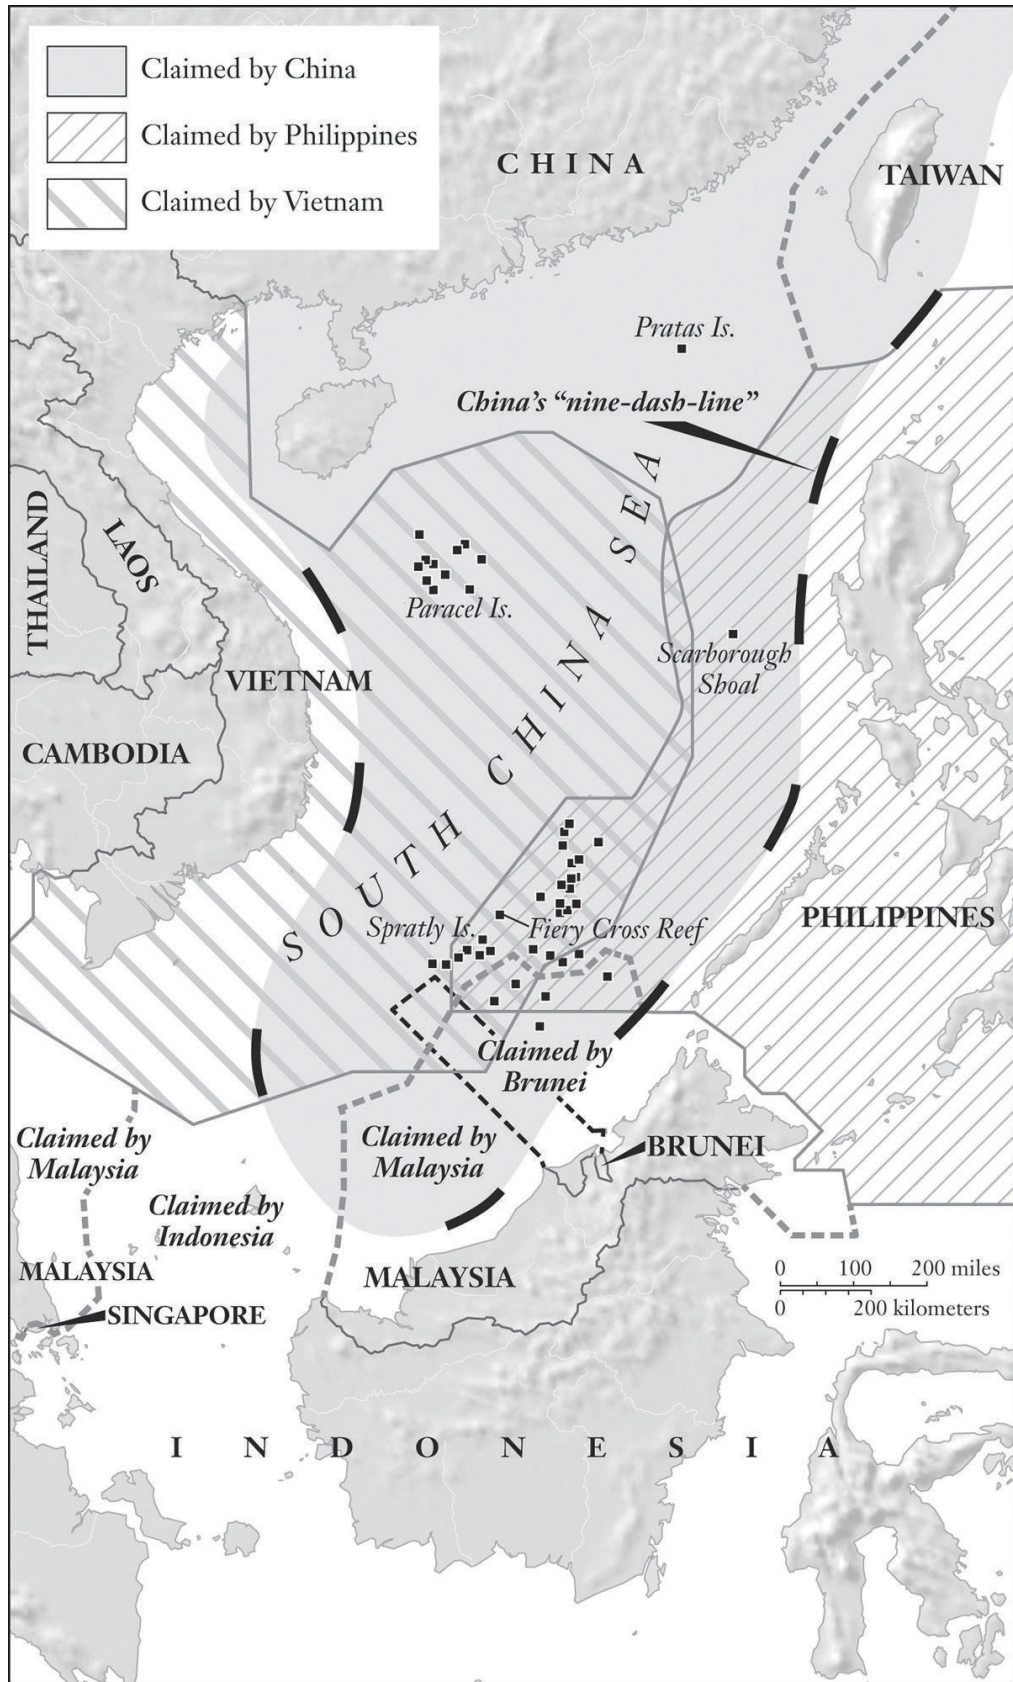 Claimed by China
Claimed by Philippines
Claimed by Vietnam
CHINA
TAIWAN
Pratas Is.
China's “nine-dash-line”
THAILAND
LAOS
Paracel Is.
Scarborough
Shoal
VIETNAM
CAMBODIA
SOUTH CHINA SEA
Spratly Is.
Fiery Cross Reef
PHILIPPINES
Claimed by
Brunei
Claimed by
Malaysia
Claimed by
Malaysia
BRUNEI
Claimed by
Indonesia
MALAYSIA
MALAYSIA
SINGAPORE
0 100 200 miles
0 200 kilometers
INDONESIA